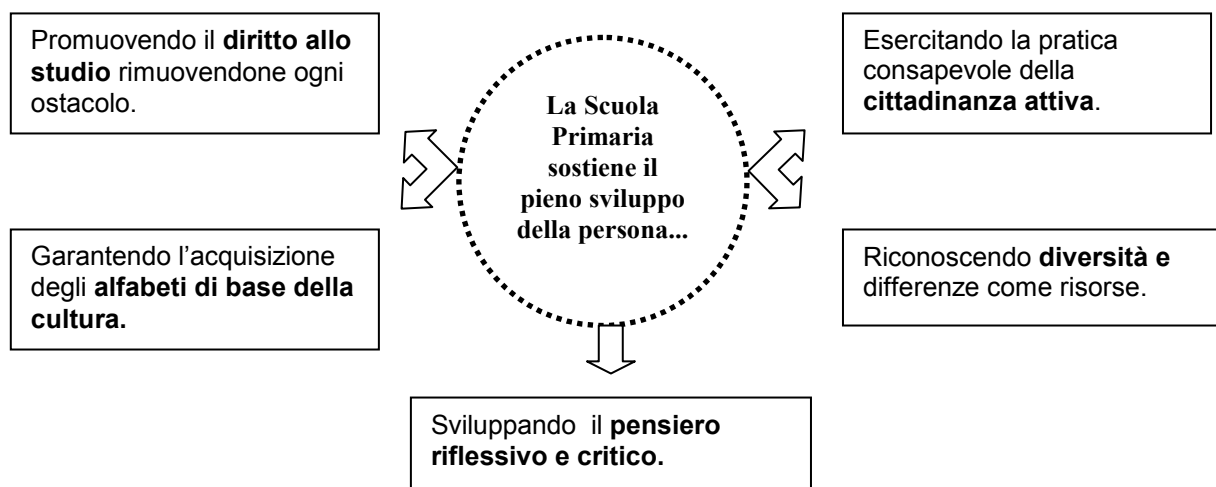 Promuovendo il diritto allo
studio rimuovendone ogni
ostacolo.
La Scuola
Primaria
sostiene il
pieno sviluppo
della persona...
Esercitando la pratica
consapevole della
cittadinanza attiva.
Garantendo l'acquisizione
degli alfabeti di base della
cultura.
Riconoscendo diversità e
differenze come risorse.
Sviluppando il pensiero
riflessivo e critico.